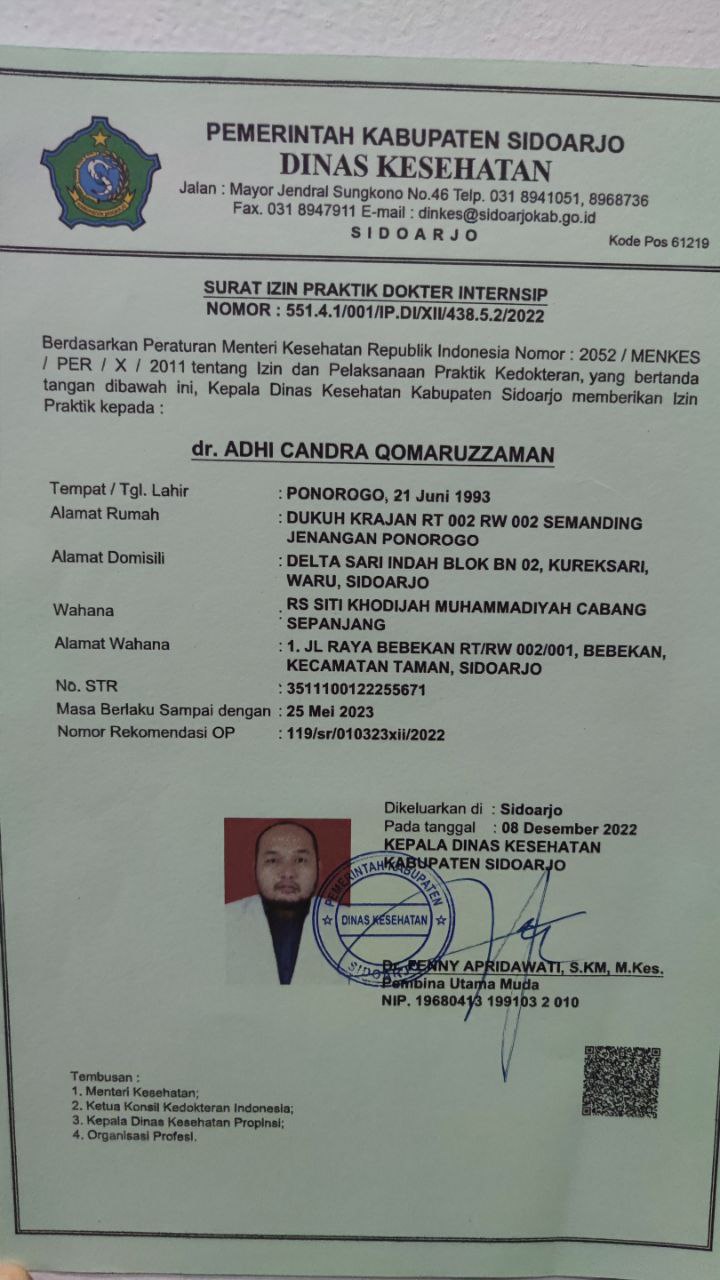 PEMERINTAH KABUPATEN SIDOARJO
DINAS KESEHATAN
Jalan : Mayor Jendral Sungkono No.46 Telp. 031 8941051, 8968736
Fax. 031 8947911 E-mail : dinkes@sidoarjokab.go.id
SIDOARJO
Kode Pos 61219
SURAT IZIN PRAKTIK DOKTER INTERNSIP
NOMOR : 551.4.1/001/IP.DI/XII/438.5.2/2022
Berdasarkan Peraturan Menteri Kesehatan Republik Indonesia Nomor : 2052 / MENKES
/ PER / X / 2011 tentang Izin dan Pelaksanaan Praktik Kedokteran, yang bertanda
tangan dibawah ini, Kepala Dinas Kesehatan Kabupaten Sidoarjo memberikan Izin
Praktik kepada :
dr. ADHI CANDRA QOMARUZZAMAN
Tempat / Tgl. Lahir : PONOROGO, 21 Juni 1993
Alamat Rumah : DUKUH KRAJAN RT 002 RW 002 SEMANDING
JENANGAN PONOROGO
Alamat Domisili : DELTA SARI INDAH BLOK BN 02, KUREKSARI,
WARU, SIDOARJO
Wahana : RS SITI KHODIJAH MUHAMMADIYAH CABANG
SEPANJANG
Alamat Wahana : 1. JL RAYA BEBEKAN RT/RW 002/001, BEBEKAN,
KECAMATAN TAMAN, SIDOARJO
No. STR : 3511100122255671
Masa Berlaku Sampai dengan : 25 Mei 2023
Nomor Rekomendasi OP : 119/sr/010323xii/2022
Dikeluarkan di : Sidoarjo
Pada tanggal : 08 Desember 2022
KEPALA DINAS KESEHATAN
KABUPATEN SIDOARJO
PEMERINTAH KABUPATEN
DINAS KESEHATAN
SIDOARJO
Dr. FENNY APRIDAWATI, S.KM, M.Kes.
Pembina Utama Muda
NIP. 19680413 199103 2 010
Tembusan :
1. Menteri Kesehatan;
2. Ketua Konsil Kedokteran Indonesia;
3. Kepala Dinas Kesehatan Propinsi;
4. Organisasi Profesi.